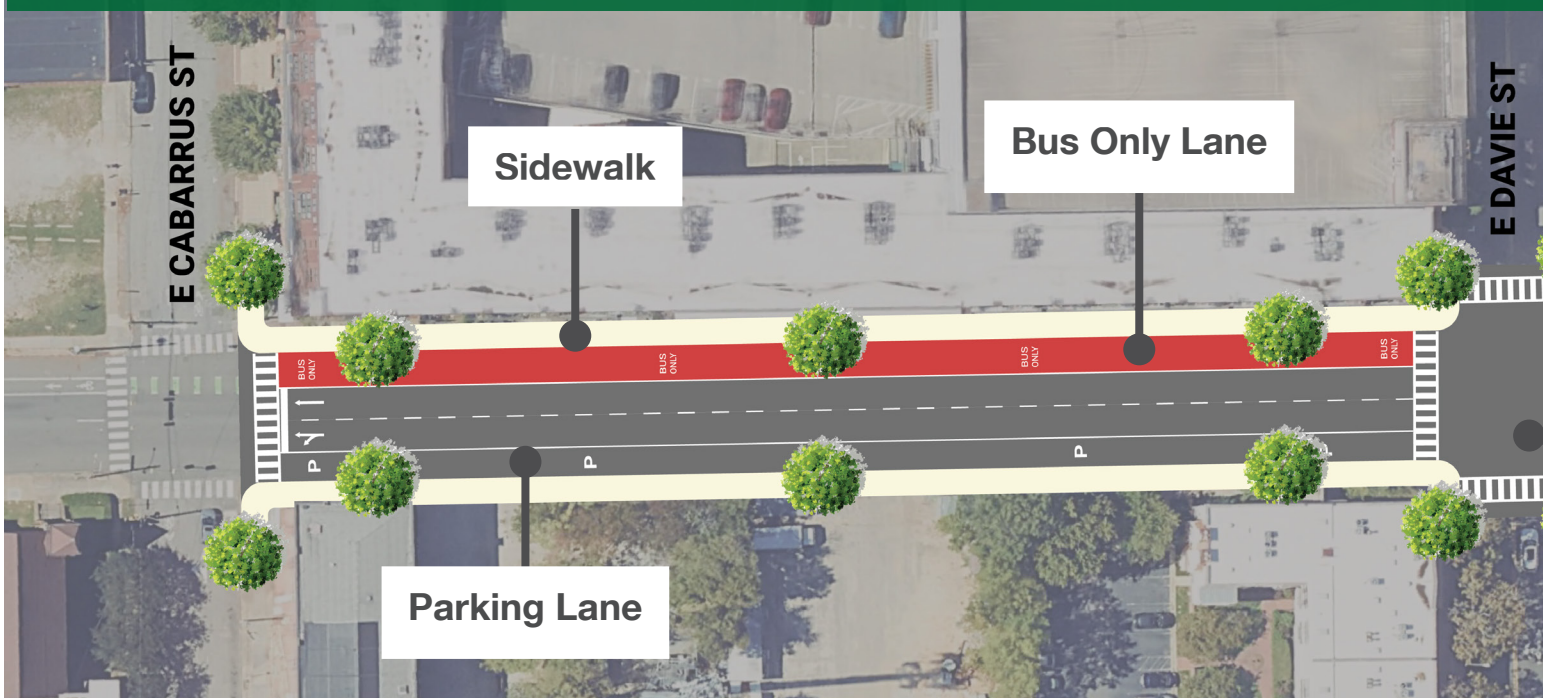 E CABARRUS ST
E DAVIE ST
Bus Only Lane
Sidewalk
BUS
ONLY
BUS
ONLY
BUS
ONLY
BUS
ONLY
P
P
P
Parking Lane